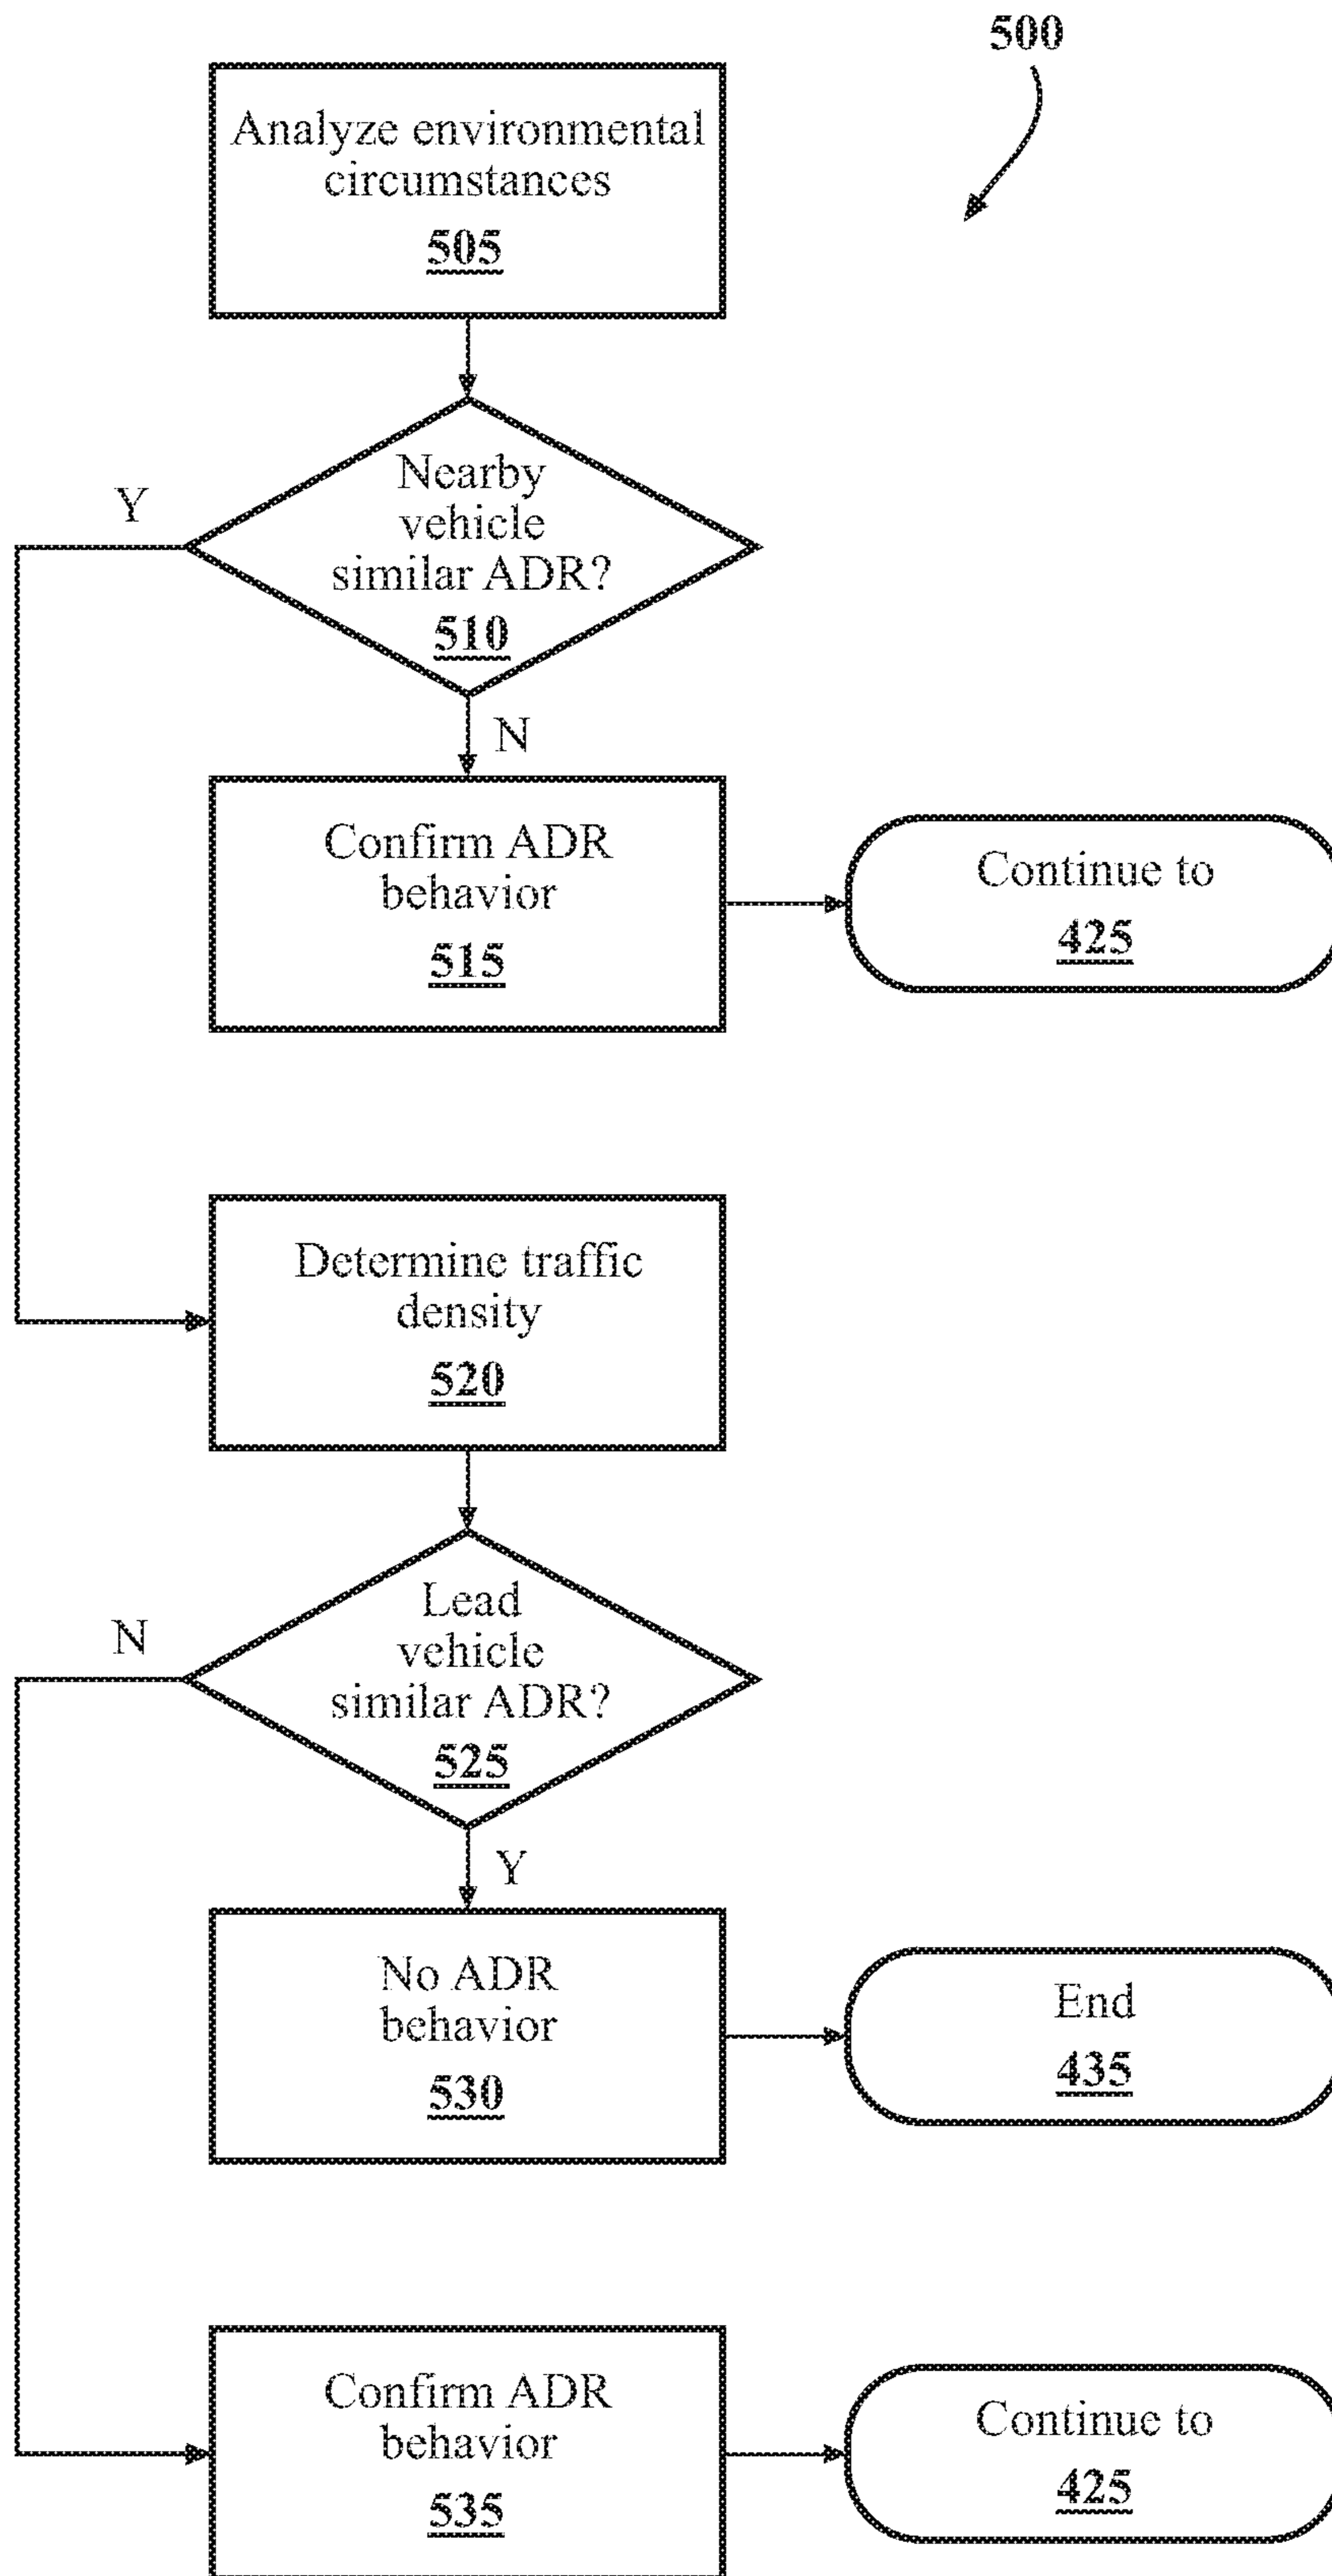 500
Analyze environmental
circumstances
505
Nearby
vehicle
similar ADR?
510
Y
N
Confirm ADR
behavior
515
Continue to
425
Determine traffic
density
520
Lead
vehicle
similar ADR?
525
N
Y
No ADR
behavior
530
End
435
Confirm ADR
behavior
535
Continue to
425